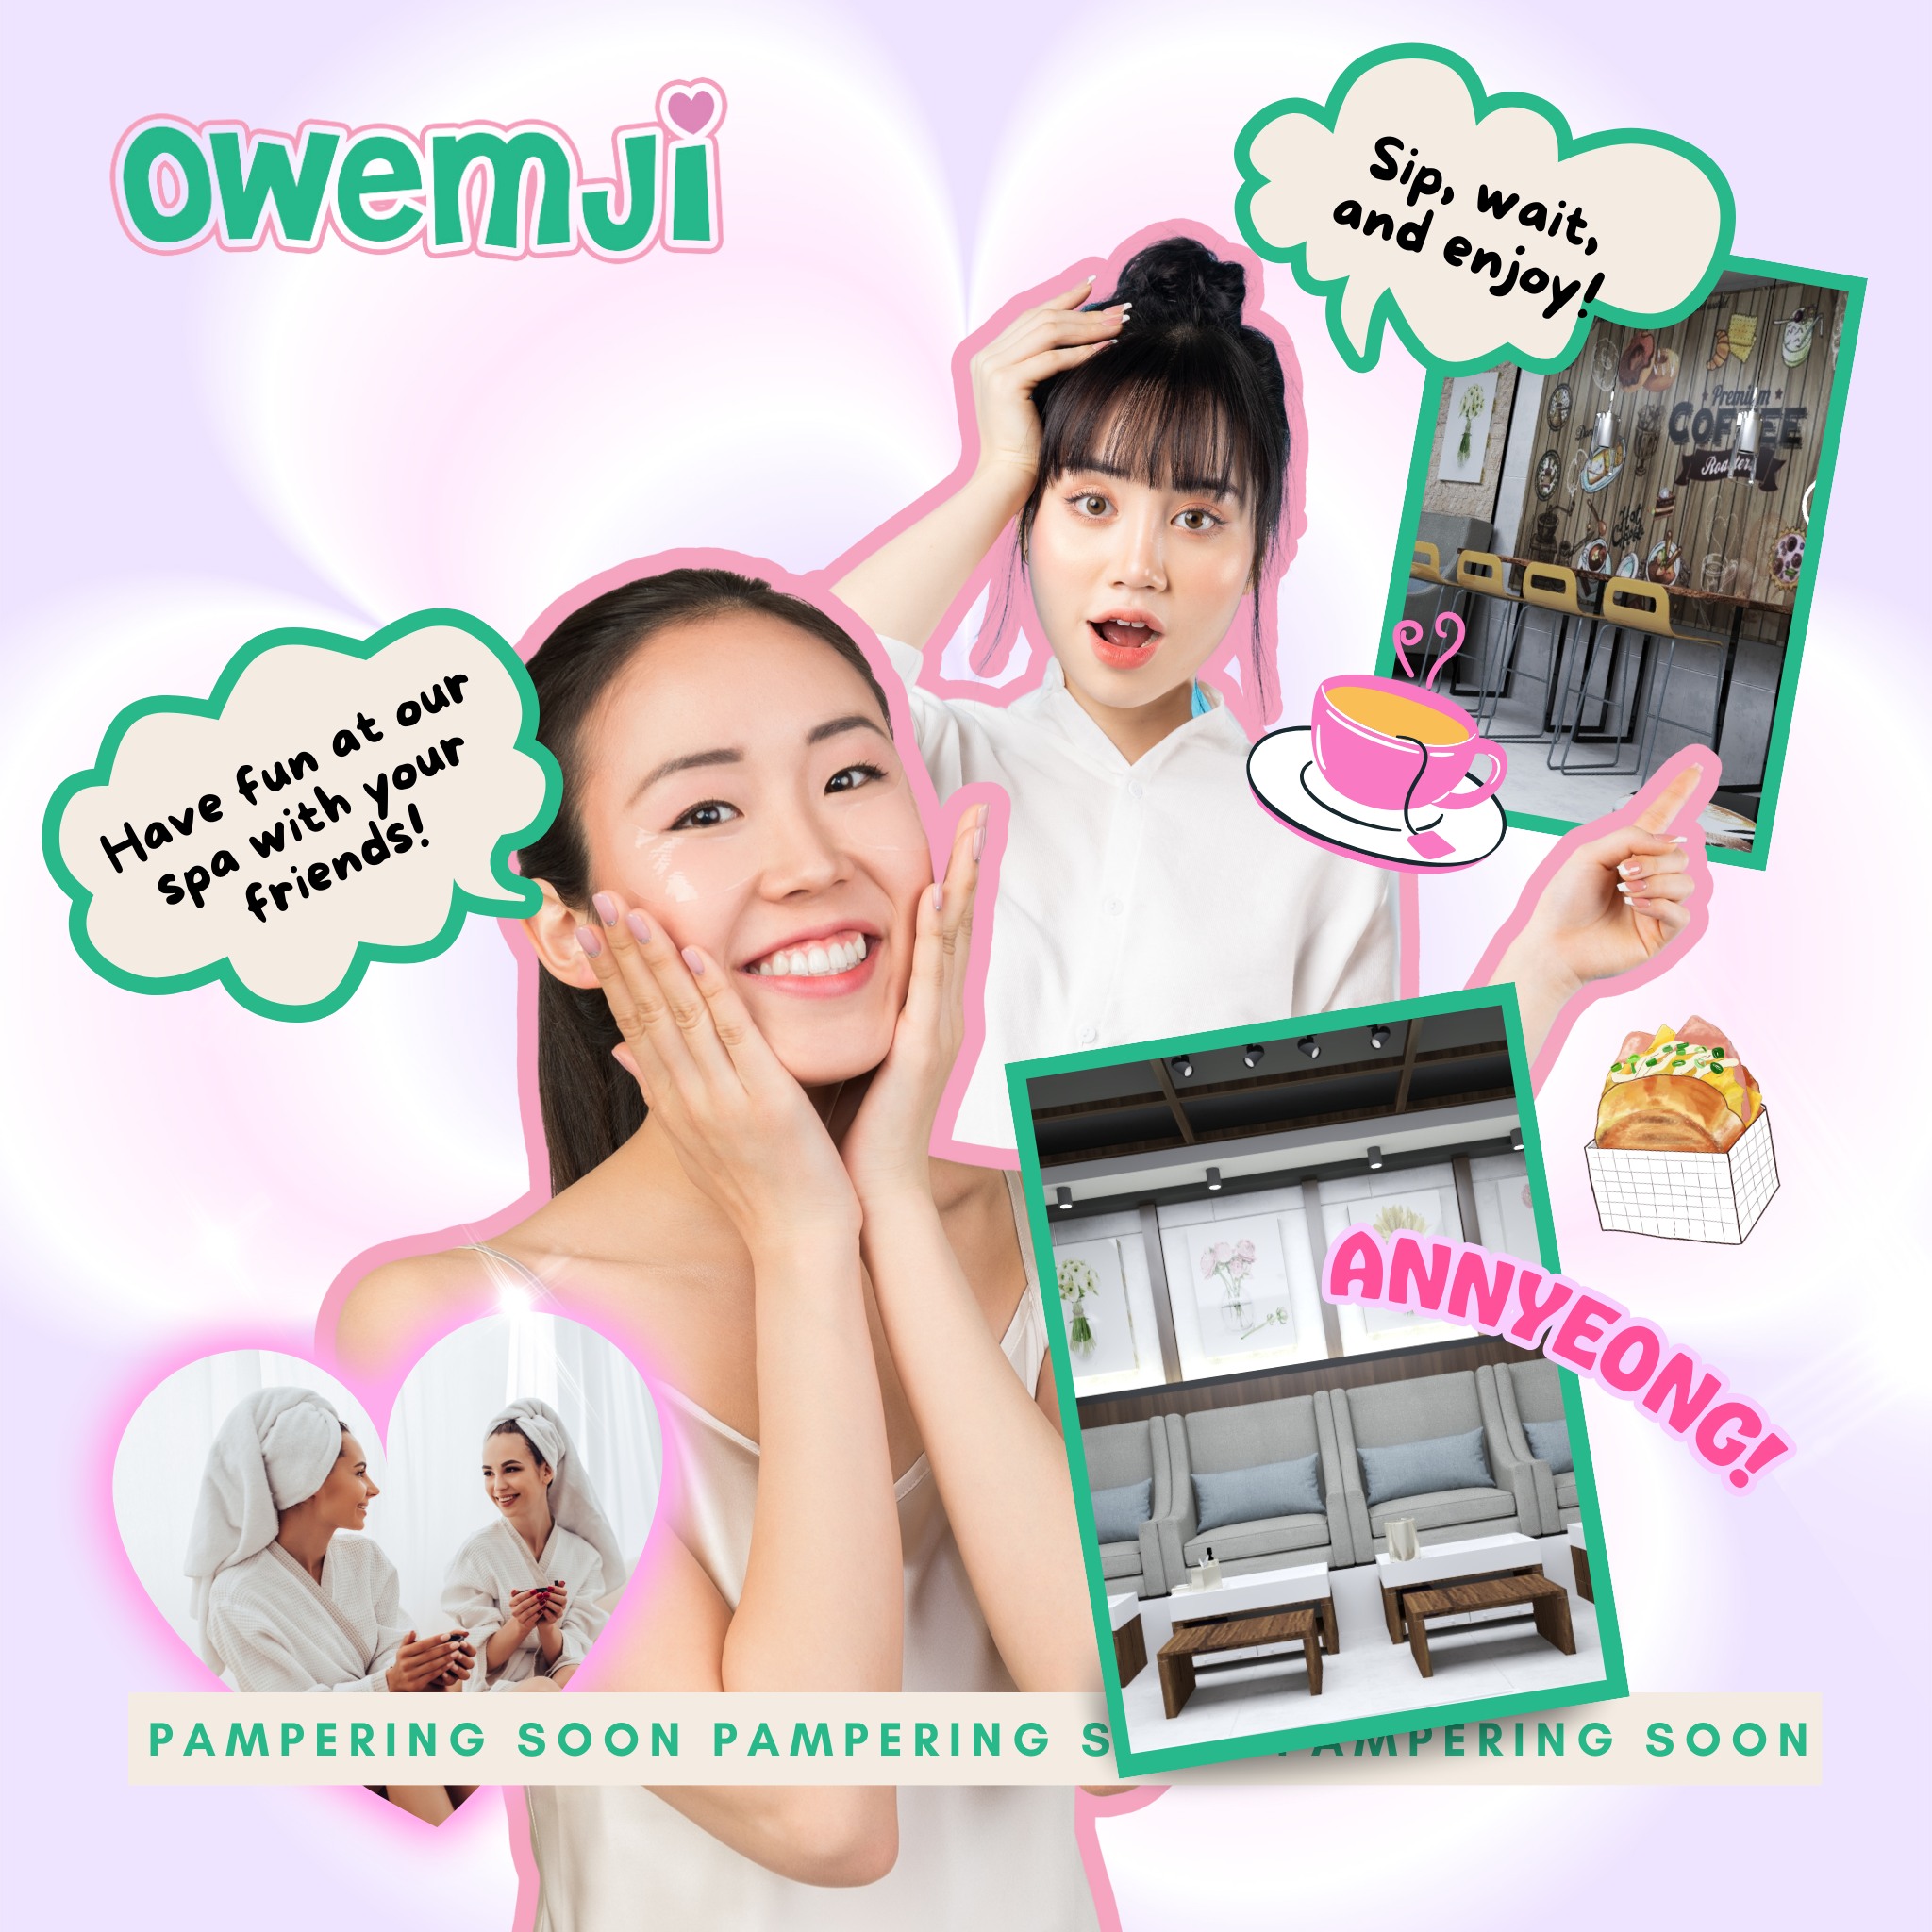 owemji
Sip, wait,
and enjoy!
Premium
COFFEE
Have fun at our
spa with your
friends!
ANNYEONG!
PAMPERING SOON PAMPERING S PAMPERING SOON